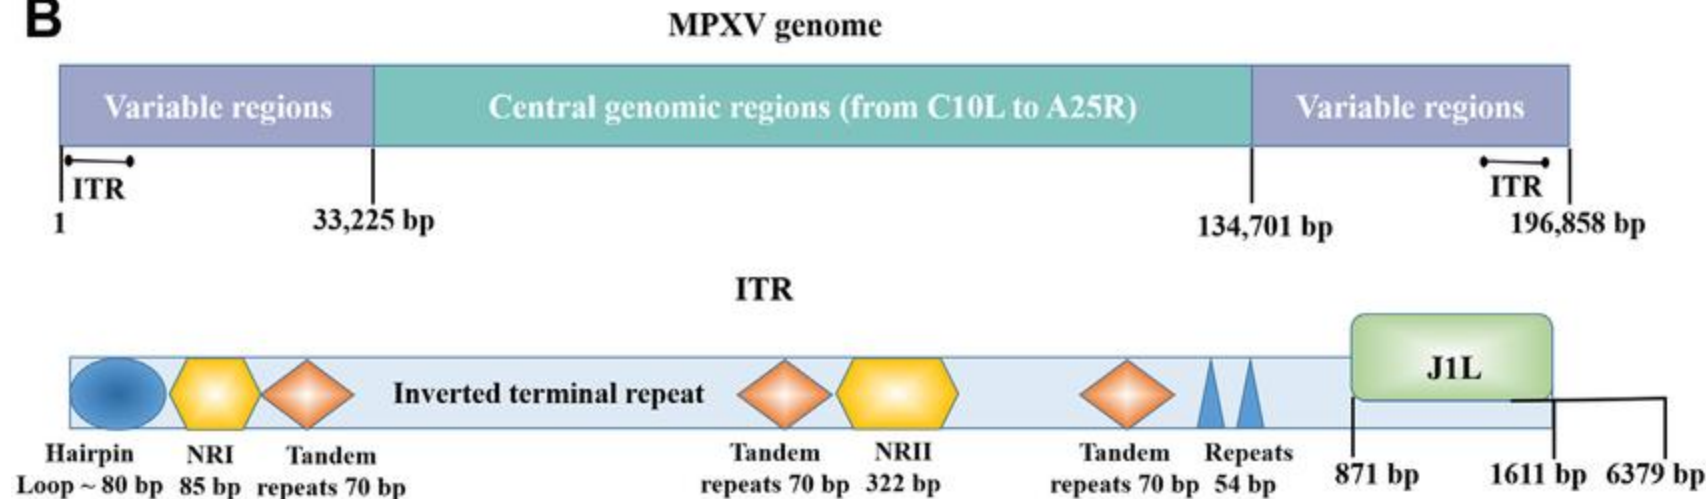 B
MPXV genome
Variable regions
Central genomic regions (from C10L to A25R)
Variable regions
ITR
ITR
1
33,225 bp
134,701 bp
196,858 bp
ITR
J1L
Inverted terminal repeat
Hairpin
Loop ~ 80 bp
NRI
85 bp
Tandem
repeats 70 bp
Tandem
repeats 70 bp
NRII
322 bp
Tandem
repeats 70 bp
Repeats
54 bp
871 bp
1611 bp
6379 bp